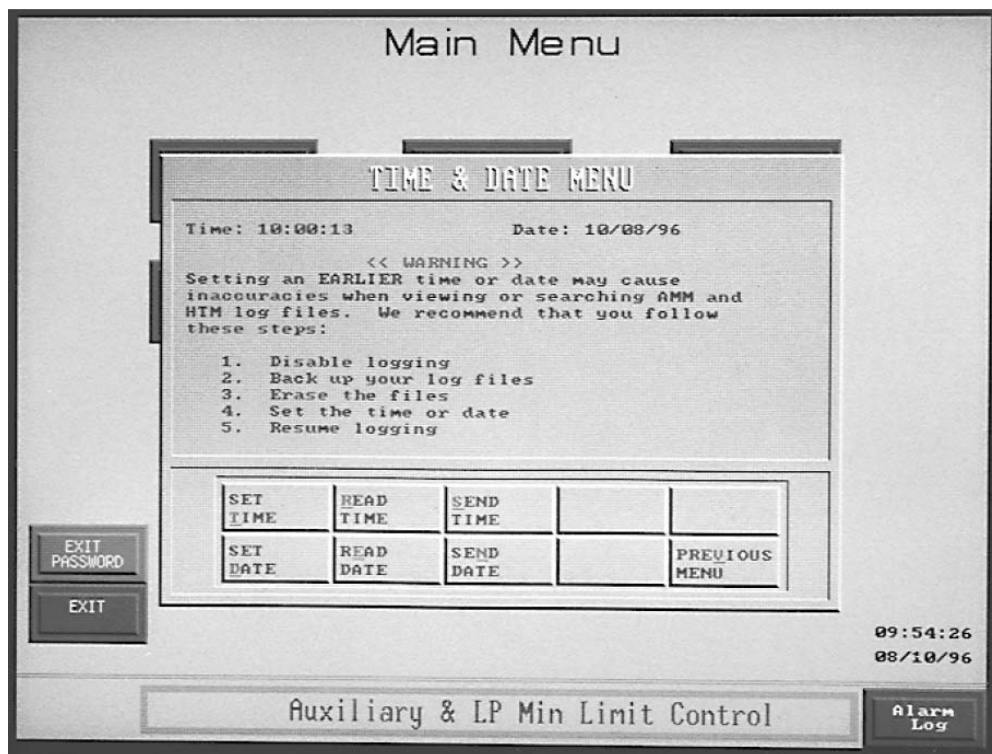 Main Menu
TIME & DATE MENU
Time: 10:00:13 Date: 10/08/96
<< WARNING >>
Setting an EARLIER time or date may cause
inaccuracies when viewing or searching AMM and
HTM log files. We recommend that you follow
these steps:
1. Disable logging
2. Back up your log files
3. Erase the files
4. Set the time or date
5. Resume logging
SET TIME
READ TIME
SEND TIME
SET DATE
READ DATE
SEND DATE
PREVIOUS MENU
EXIT PASSWORD
EXIT
09:54:26
08/10/96
Auxiliary & LP Min Limit Control
Alarm Log